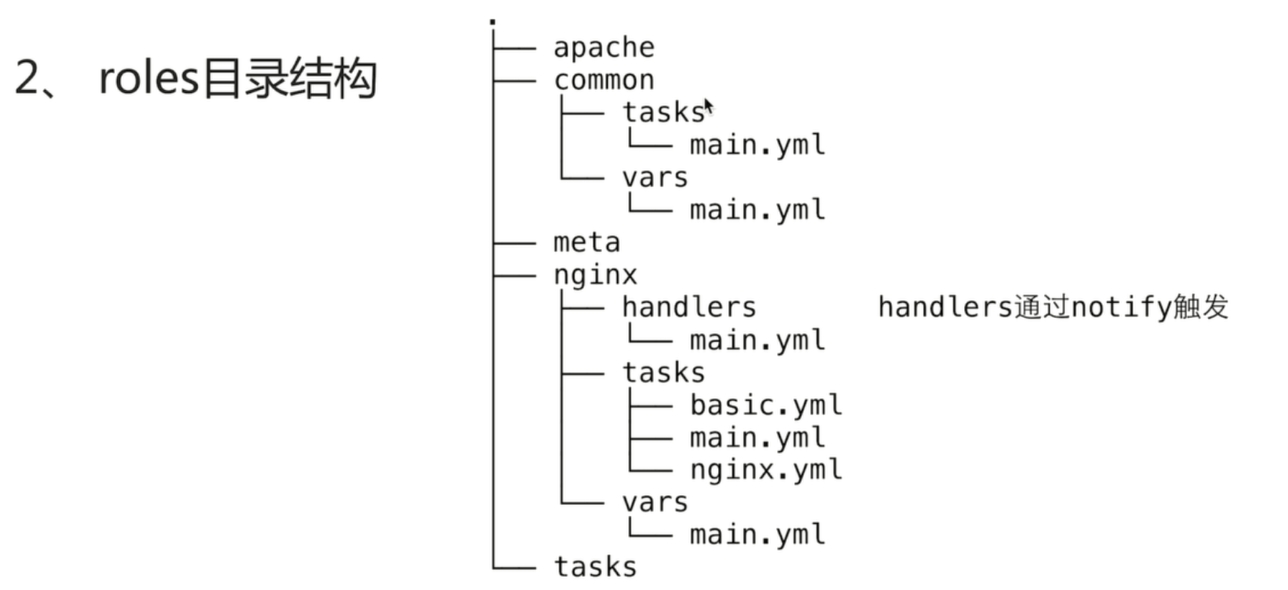 2、 roles目录结构
.
├── apache
├── common
│   ├── tasks
│   │   └── main.yml
│   └── vars
│       └── main.yml
├── meta
├── nginx
│   ├── handlers handlers通过notify触发
│   │   └── main.yml
│   ├── tasks
│   │   ├── basic.yml
│   │   ├── main.yml
│   │   └── nginx.yml
│   └── vars
│       └── main.yml
└── tasks